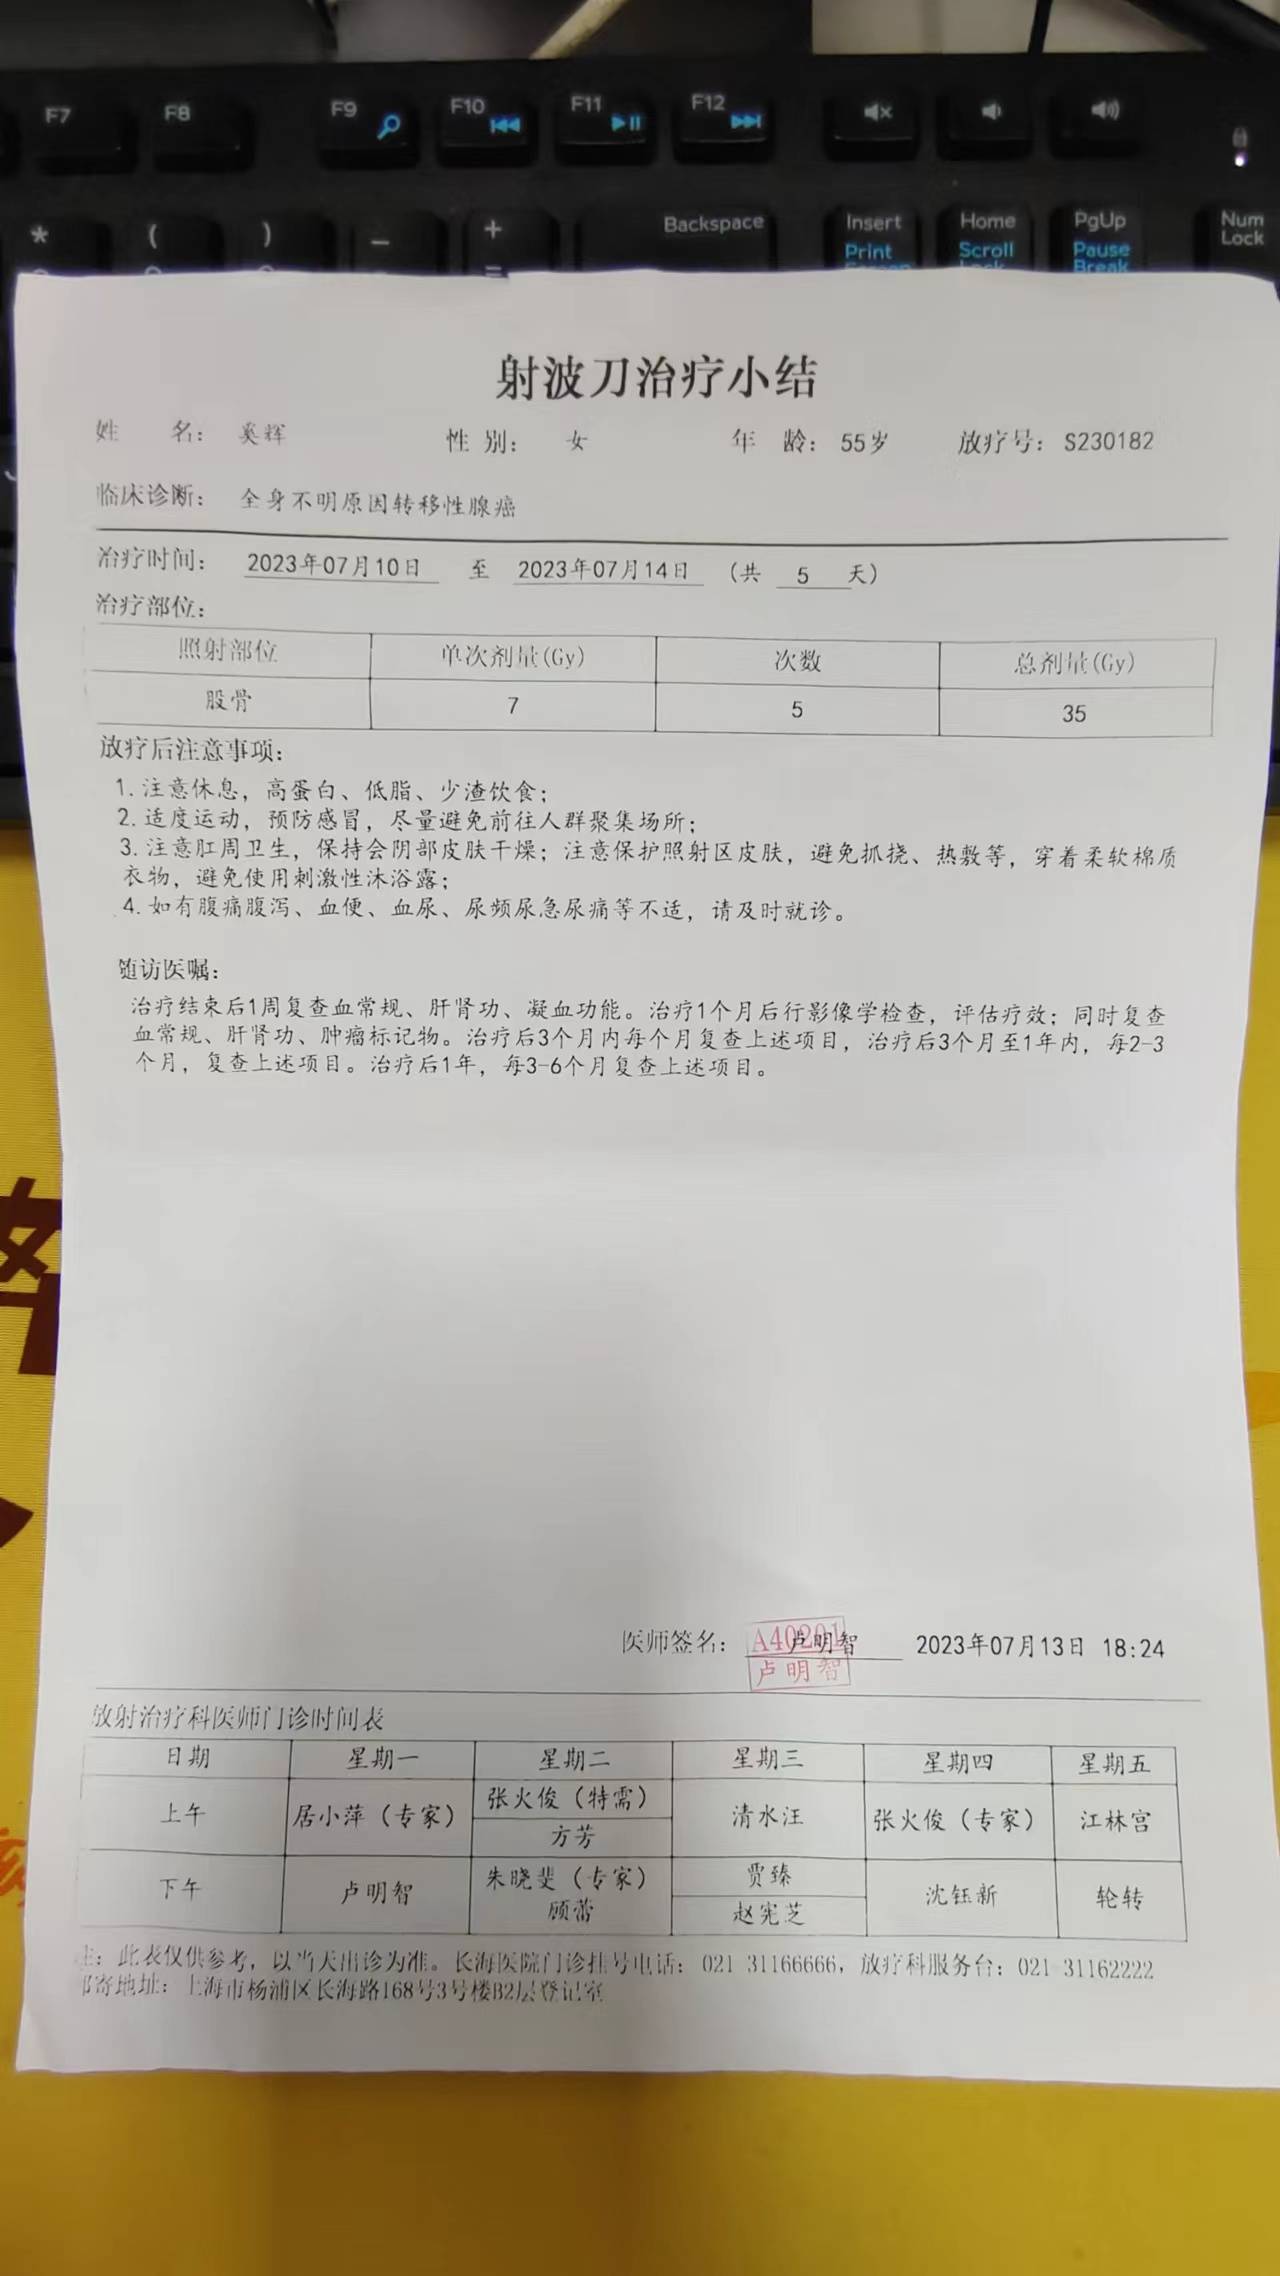 F7 F8 F9 F10 F11 F12
* ( ) _ + Backspace Insert Home PgUp Num
Lock
= Print Scroll Pause
Break
射波刀治疗小结
姓 名： 奚辉 性 别： 女 年 龄： 55岁 放疗号： S230182
临床诊断： 全身不明原因转移性腺癌
治疗时间： 2023年07月10日 至 2023年07月14日 （共 5 天）
治疗部位：
照射部位 单次剂量(Gy) 次数 总剂量(Gy)
股骨 7 5 35
放疗后注意事项：
1. 注意休息，高蛋白、低脂、少渣饮食；
2. 适度运动，预防感冒，尽量避免前往人群聚集场所；
3. 注意肛周卫生，保持会阴部皮肤干燥；注意保护照射区皮肤，避免抓挠、热敷等，穿着柔软棉质
衣物，避免使用刺激性沐浴露；
4. 如有腹痛腹泻、血便、血尿、尿频尿急尿痛等不适，请及时就诊。
随访医嘱：
治疗结束后1周复查血常规、肝肾功、凝血功能。治疗1个月后行影像学检查，评估疗效；同时复查
血常规、肝肾功、肿瘤标记物。治疗后3个月内每个月复查上述项目，治疗后3个月至1年内，每2-3
个月，复查上述项目。治疗后1年，每3-6个月复查上述项目。
医师签名： A40201 卢明智 2023年07月13日 18:24
卢明智
放射治疗科医师门诊时间表
日期 星期一 星期二 星期三 星期四 星期五
上午 居小萍（专家） 张火俊（特需） 清水汪 张火俊（专家） 江林宫
方芳
下午 卢明智 朱晓斐（专家） 贾臻 沈钰新 轮转
顾蕾 赵宪芝
注：此表仅供参考，以当天出诊为准。长海医院门诊挂号电话：021 31166666，放疗科服务台：021 31162222
邮寄地址：上海市杨浦区长海路168号3号楼B2层登记室